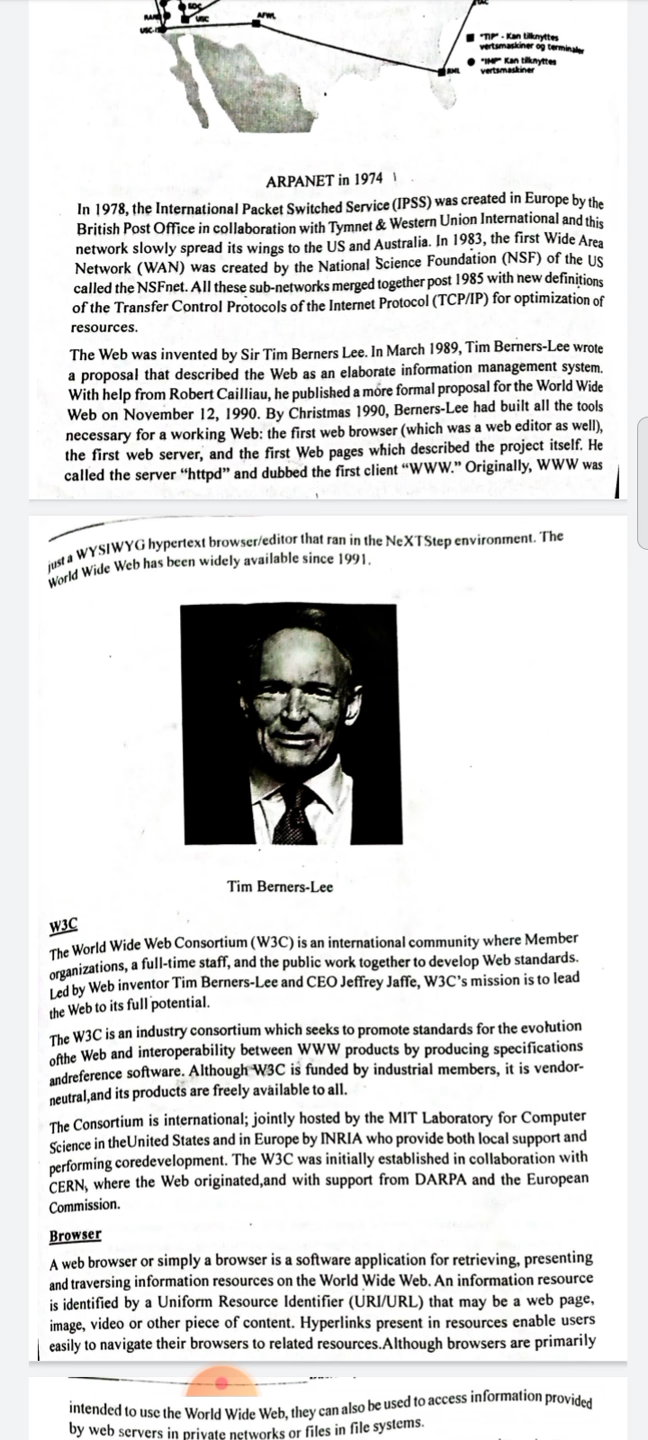 SDC
RAND
USC
AFWL
USC-ISI
"TIP" - Kan tilknyttes
vertsmaskiner og terminaler
"IMP" Kan tilknyttes
vertsmaskiner
ARPANET in 1974
In 1978, the International Packet Switched Service (IPSS) was created in Europe by the
British Post Office in collaboration with Tymnet & Western Union International and this
network slowly spread its wings to the US and Australia. In 1983, the first Wide Area
Network (WAN) was created by the National Science Foundation (NSF) of the US
called the NSFnet. All these sub-networks merged together post 1985 with new definitions
of the Transfer Control Protocols of the Internet Protocol (TCP/IP) for optimization of
resources.
The Web was invented by Sir Tim Berners Lee. In March 1989, Tim Berners-Lee wrote
a proposal that described the Web as an elaborate information management system.
With help from Robert Cailliau, he published a more formal proposal for the World Wide
Web on November 12, 1990. By Christmas 1990, Berners-Lee had built all the tools
necessary for a working Web: the first web browser (which was a web editor as well),
the first web server, and the first Web pages which described the project itself. He
called the server "httpd" and dubbed the first client "WWW." Originally, WWW was
just a WYSIWYG hypertext browser/editor that ran in the NeXTStep environment. The
World Wide Web has been widely available since 1991.
Tim Berners-Lee
W3C
The World Wide Web Consortium (W3C) is an international community where Member
organizations, a full-time staff, and the public work together to develop Web standards.
Led by Web inventor Tim Berners-Lee and CEO Jeffrey Jaffe, W3C's mission is to lead
the Web to its full potential.
The W3C is an industry consortium which seeks to promote standards for the evolution
ofthe Web and interoperability between WWW products by producing specifications
andreference software. Although W3C is funded by industrial members, it is vendor-
neutral,and its products are freely available to all.
The Consortium is international; jointly hosted by the MIT Laboratory for Computer
Science in theUnited States and in Europe by INRIA who provide both local support and
performing coredevelopment. The W3C was initially established in collaboration with
CERN, where the Web originated,and with support from DARPA and the European
Commission.
Browser
A web browser or simply a browser is a software application for retrieving, presenting
and traversing information resources on the World Wide Web. An information resource
is identified by a Uniform Resource Identifier (URI/URL) that may be a web page,
image, video or other piece of content. Hyperlinks present in resources enable users
easily to navigate their browsers to related resources.Although browsers are primarily
intended to use the World Wide Web, they can also be used to access information provided
by web servers in private networks or files in file systems.